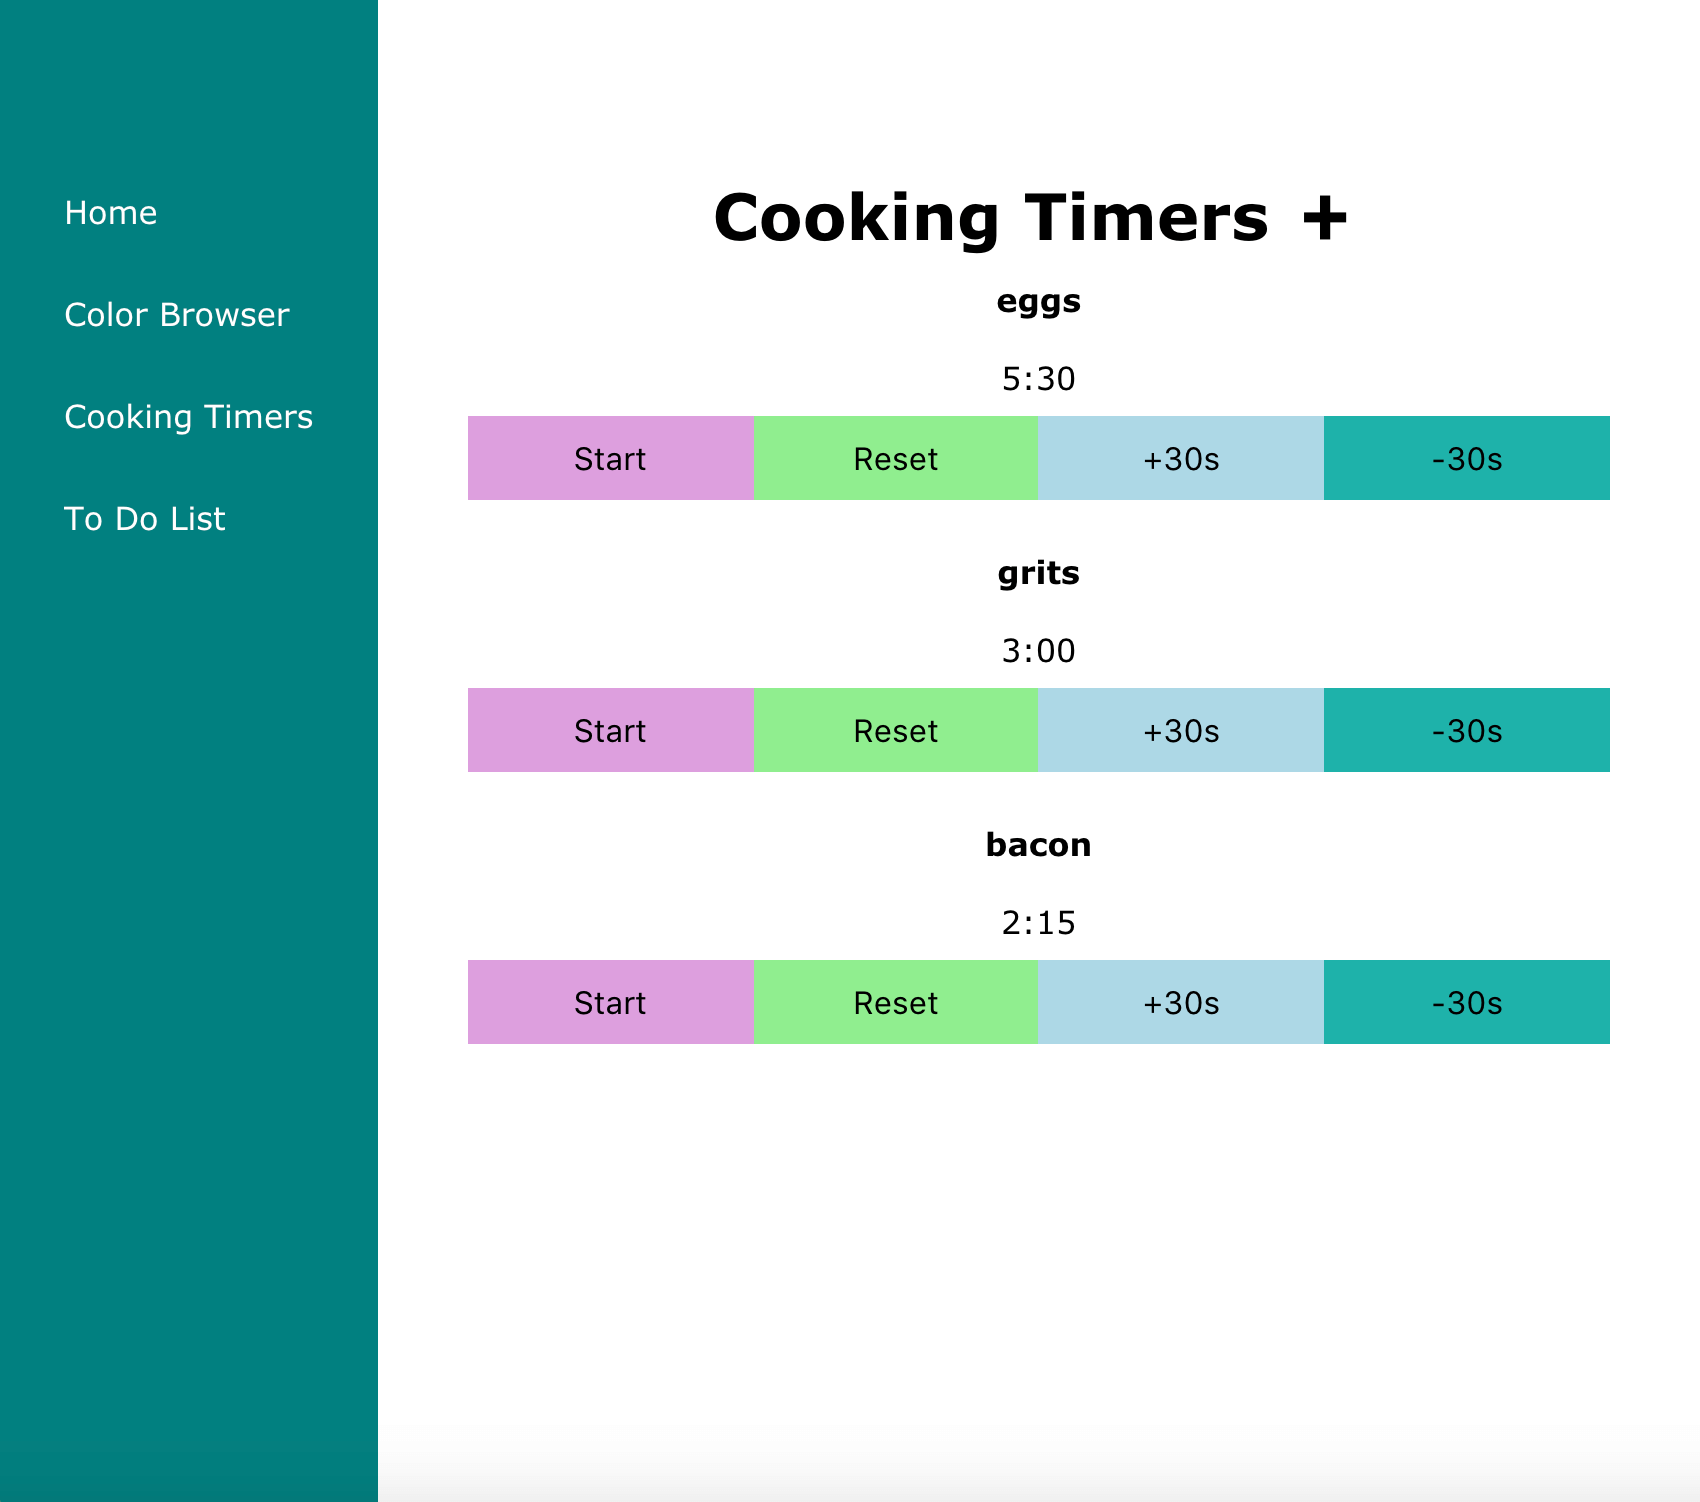 Home
Color Browser
Cooking Timers
To Do List
Cooking Timers +
eggs
5:30
Start Reset +30s -30s
grits
3:00
Start Reset +30s -30s
bacon
2:15
Start Reset +30s -30s